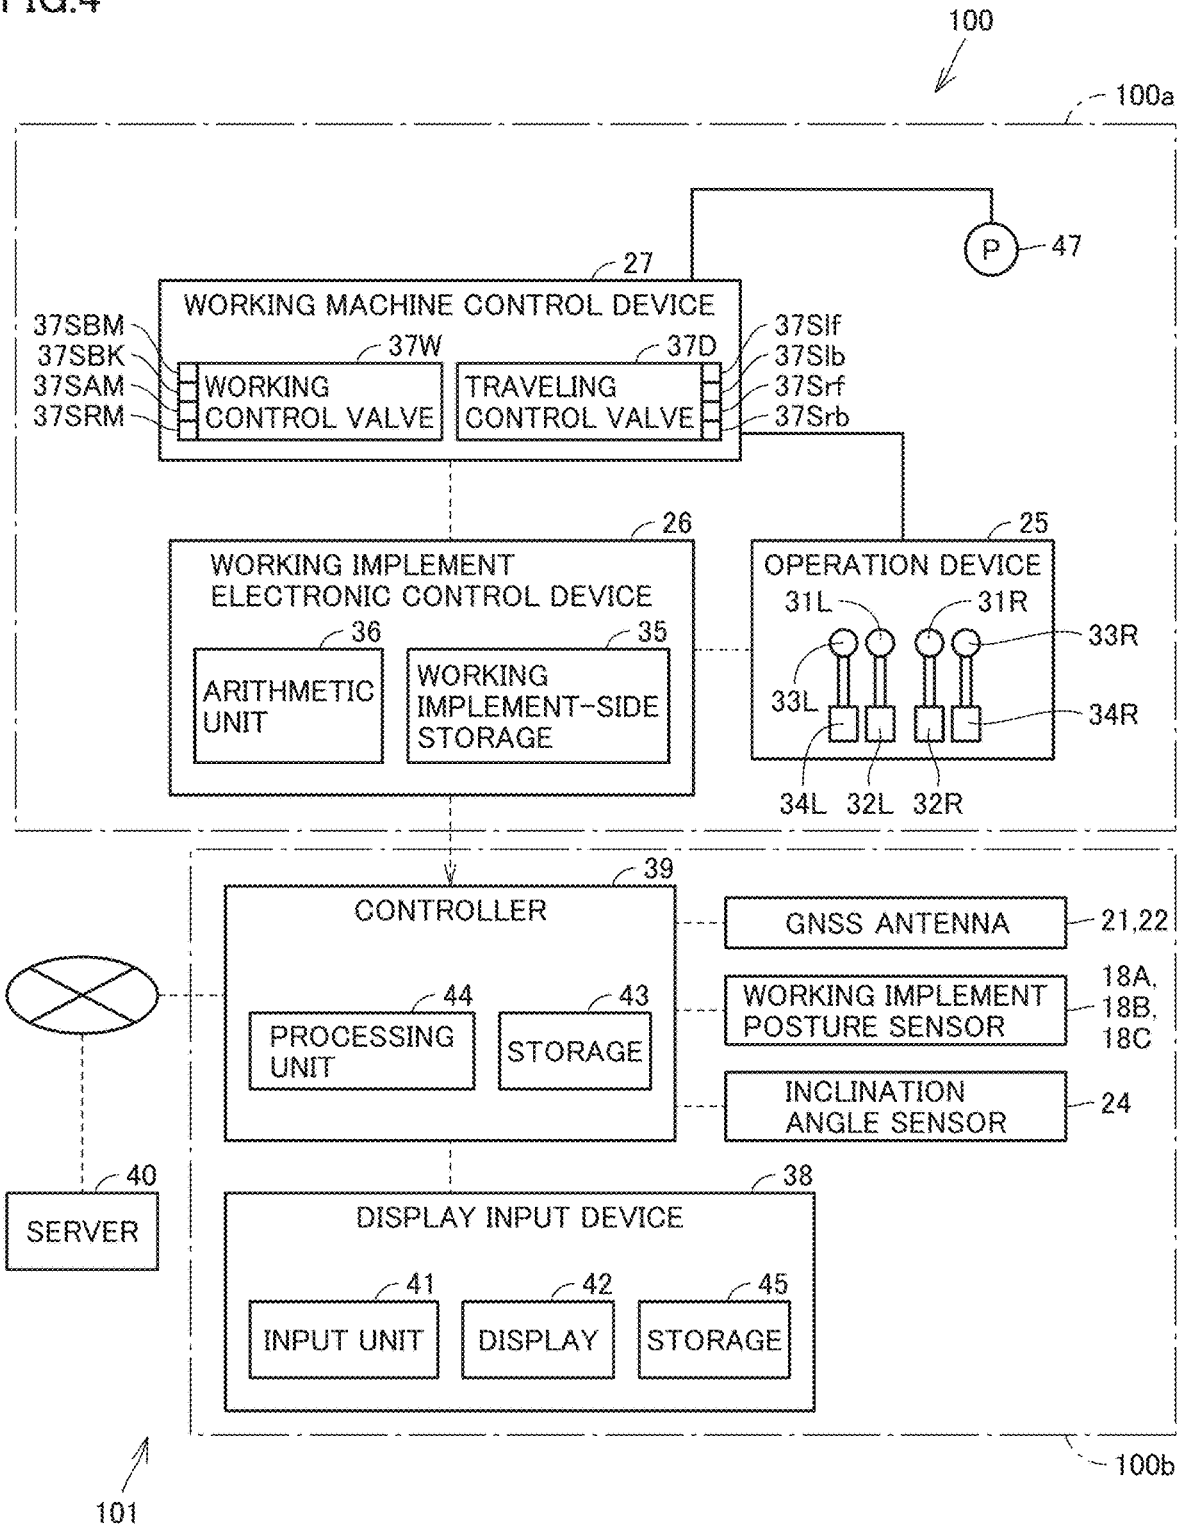 FIG.4
100
100a
P
47
27
WORKING MACHINE CONTROL DEVICE
37SBM
37SBK
37SAM
37SRM
37W
WORKING
CONTROL VALVE
37D
TRAVELING
CONTROL VALVE
37Slf
37Slb
37Srf
37Srb
26
WORKING IMPLEMENT
ELECTRONIC CONTROL DEVICE
36
ARITHMETIC
UNIT
35
WORKING
IMPLEMENT-SIDE
STORAGE
25
OPERATION DEVICE
31L
31R
33R
33L
34R
34L
32L
32R
39
CONTROLLER
44
PROCESSING
UNIT
43
STORAGE
GNSS ANTENNA
21,22
WORKING IMPLEMENT
POSTURE SENSOR
18A,
18B,
18C
INCLINATION
ANGLE SENSOR
24
40
SERVER
38
DISPLAY INPUT DEVICE
41
INPUT UNIT
42
DISPLAY
45
STORAGE
100b
101